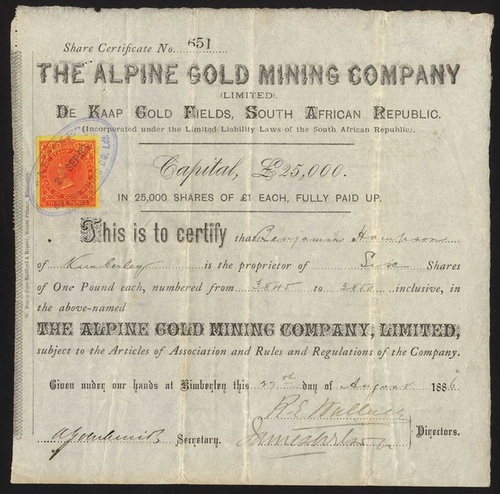 Share Certificate No. 651
THE ALPINE GOLD MINING COMPANY
(LIMITED).
DE KAAP GOLD FIELDS, SOUTH AFRICAN REPUBLIC.
(Incorporated under the Limited Liability Laws of the South African Republic).
Capital, £25,000.
IN 25,000 SHARES OF £1 EACH, FULLY PAID UP.
This is to certify that Benjamin Hampson
of Kimberley is the proprietor of Shares
of One Pound each, numbered from to inclusive, in
the above-named
THE ALPINE GOLD MINING COMPANY, LIMITED,
subject to the Articles of Association and Rules and Regulations of the Company.
Given under our hands at Kimberley this 27th day of August 1886
Secretary. Directors.